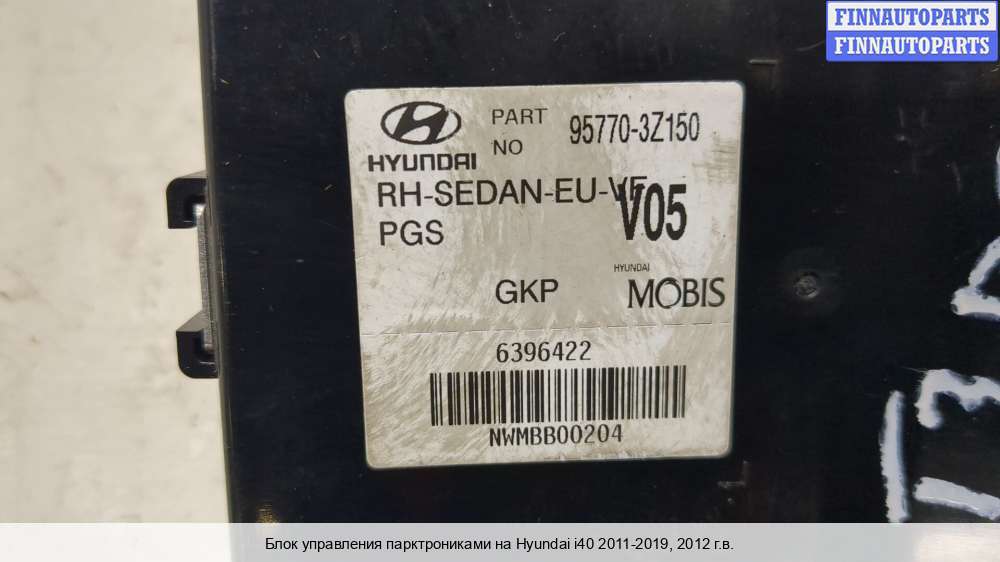 FINNAUTOPARTS
FINNAUTOPARTS
HYUNDAI
PART NO 95770-3Z150
RH-SEDAN-EU-VF
V05
PGS
GKP
HYUNDAI
MOBIS
6396422
NWMBB00204
Блок управления парктрониками на Hyundai i40 2011-2019, 2012 г.в.